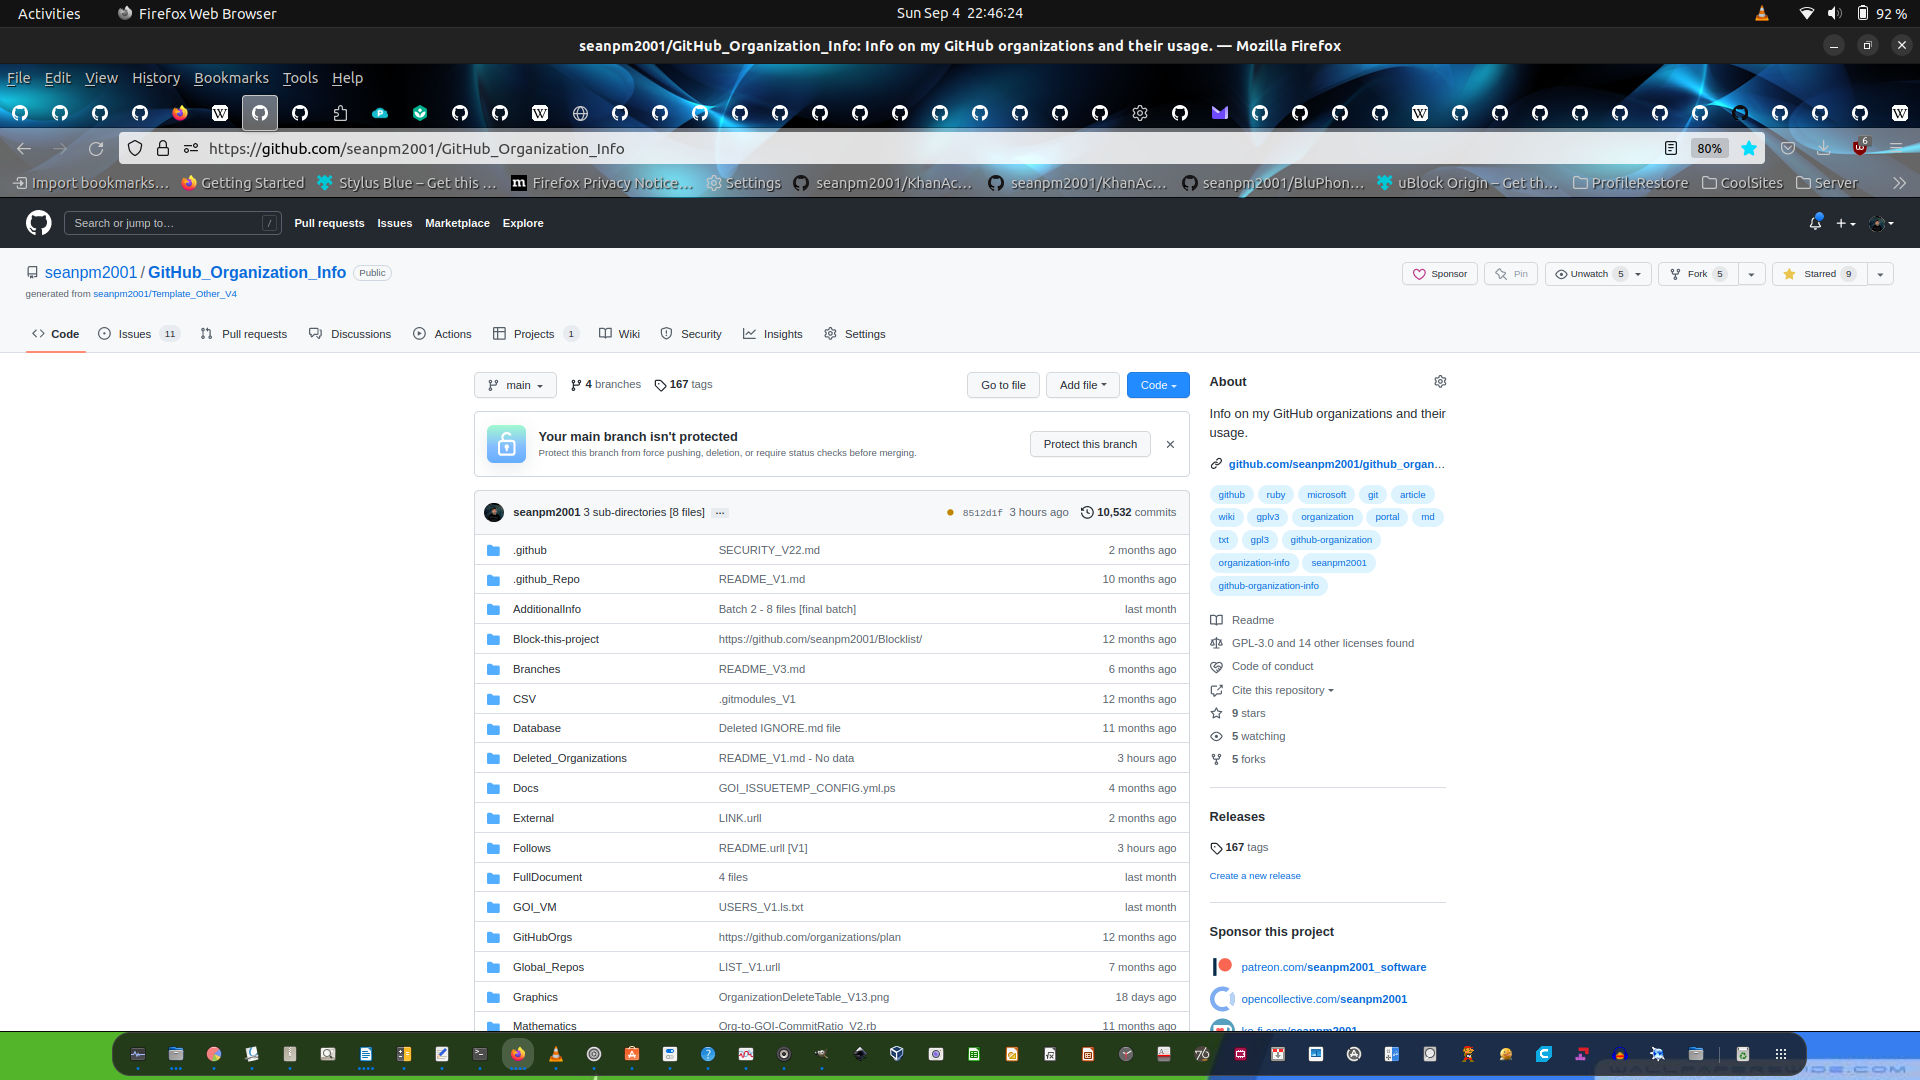 Activities Firefox Web Browser Sun Sep 4 22:46:24 92 %
seanpm2001/GitHub_Organization_Info: Info on my GitHub organizations and their usage. — Mozilla Firefox
File Edit View History Bookmarks Tools Help
https://github.com/seanpm2001/GitHub_Organization_Info 80% 6
Import bookmarks… Getting Started Stylus Blue – Get this … Firefox Privacy Notice… Settings seanpm2001/KhanAc… seanpm2001/KhanAc… seanpm2001/BluPhon… uBlock Origin – Get th… ProfileRestore CoolSites Server
Search or jump to… / Pull requests Issues Marketplace Explore
seanpm2001 / GitHub_Organization_Info Public Sponsor Pin Unwatch 5 Fork 5 Starred 9
generated from seanpm2001/Template_Other_V4
Code Issues 11 Pull requests Discussions Actions Projects 1 Wiki Security Insights Settings
main 4 branches 167 tags Go to file Add file Code
Your main branch isn't protected
Protect this branch from force pushing, deletion, or require status checks before merging.
Protect this branch
seanpm2001 3 sub-directories [8 files] … 8512d1f 3 hours ago 10,532 commits
.github SECURITY_V22.md 2 months ago
.github_Repo README_V1.md 10 months ago
AdditionalInfo Batch 2 - 8 files [final batch] last month
Block-this-project https://github.com/seanpm2001/Blocklist/ 12 months ago
Branches README_V3.md 6 months ago
CSV .gitmodules_V1 12 months ago
Database Deleted IGNORE.md file 11 months ago
Deleted_Organizations README_V1.md - No data 3 hours ago
Docs GOI_ISSUETEMP_CONFIG.yml.ps 4 months ago
External LINK.urll 2 months ago
Follows README.urll [V1] 3 hours ago
FullDocument 4 files last month
GOI_VM USERS_V1.ls.txt last month
GitHubOrgs https://github.com/organizations/plan 12 months ago
Global_Repos LIST_V1.urll 7 months ago
Graphics OrganizationDeleteTable_V13.png 18 days ago
Mathematics Org-to-GOI-CommitRatio_V2.rb 11 months ago
About
Info on my GitHub organizations and their
usage.
github.com/seanpm2001/github_organ…
github ruby microsoft git article
wiki gplv3 organization portal md
txt gpl3 github-organization
organization-info seanpm2001
github-organization-info
Readme
GPL-3.0 and 14 other licenses found
Code of conduct
Cite this repository
9 stars
5 watching
5 forks
Releases
167 tags
Create a new release
Sponsor this project
patreon.com/seanpm2001_software
opencollective.com/seanpm2001
ko-fi.com/seanpm2001
76